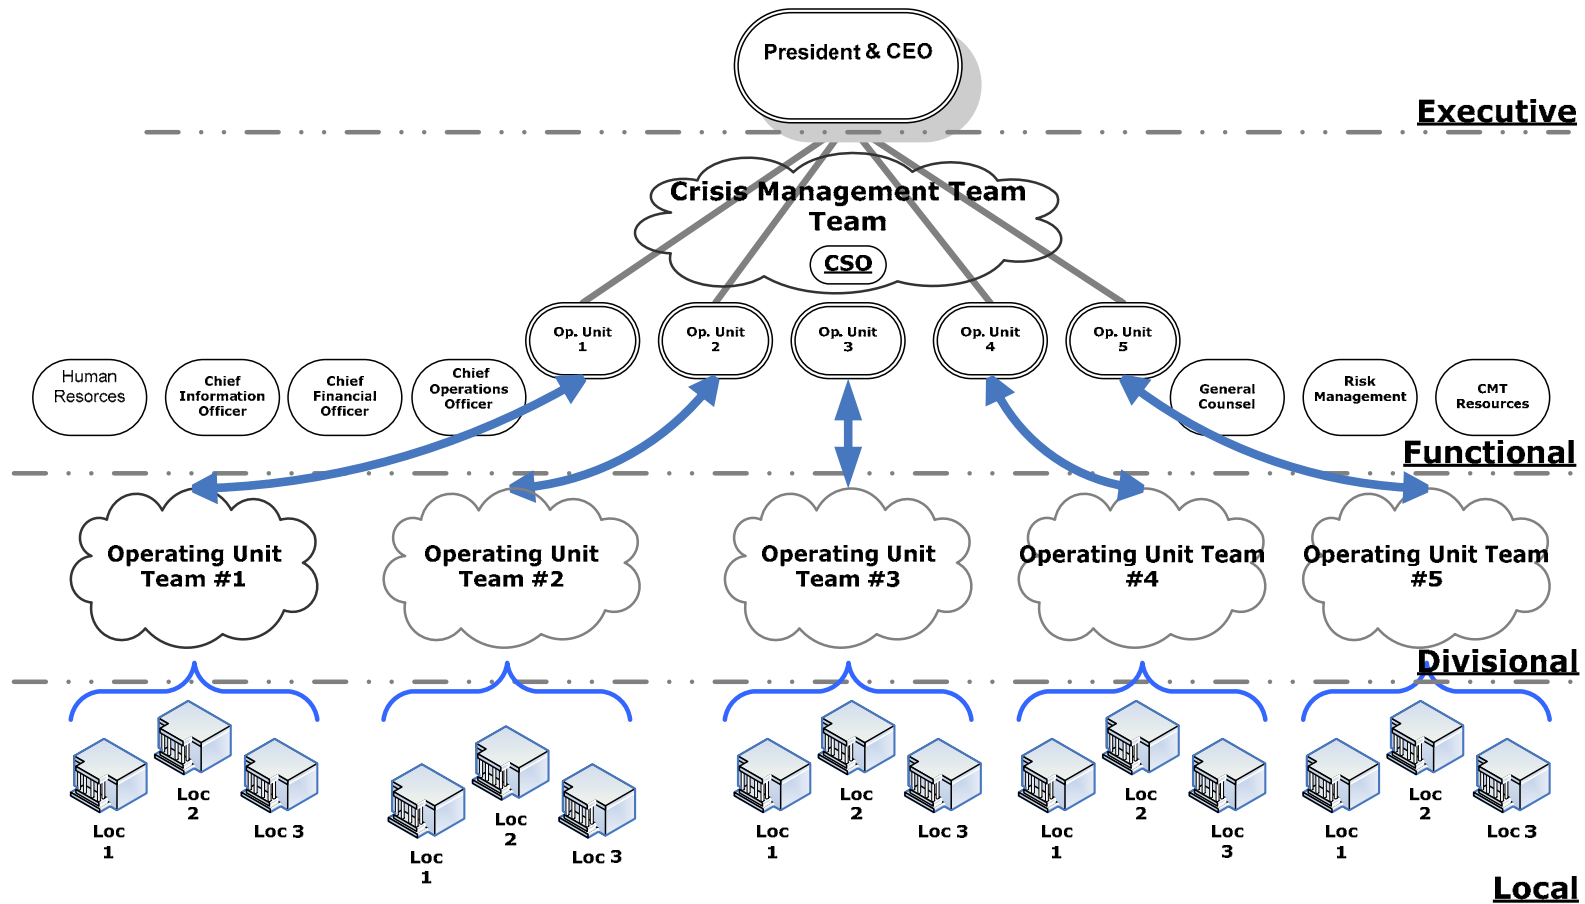 President & CEO
Executive
Crisis Management Team
Team
CSO
Op. Unit
1
Op. Unit
2
Op. Unit
3
Op. Unit
4
Op. Unit
5
Human
Resorces
Chief
Information
Officer
Chief
Financial
Officer
Chief
Operations
Officer
General
Counsel
Risk
Management
CMT
Resources
Functional
Operating Unit
Team #1
Operating Unit
Team #2
Operating Unit
Team #3
Operating Unit Team
#4
Operating Unit Team
#5
Divisional
Loc
1
Loc
2
Loc 3
Loc
1
Loc
2
Loc 3
Loc
1
Loc
2
Loc 3
Loc
1
Loc
2
Loc
3
Loc
1
Loc
2
Loc 3
Local